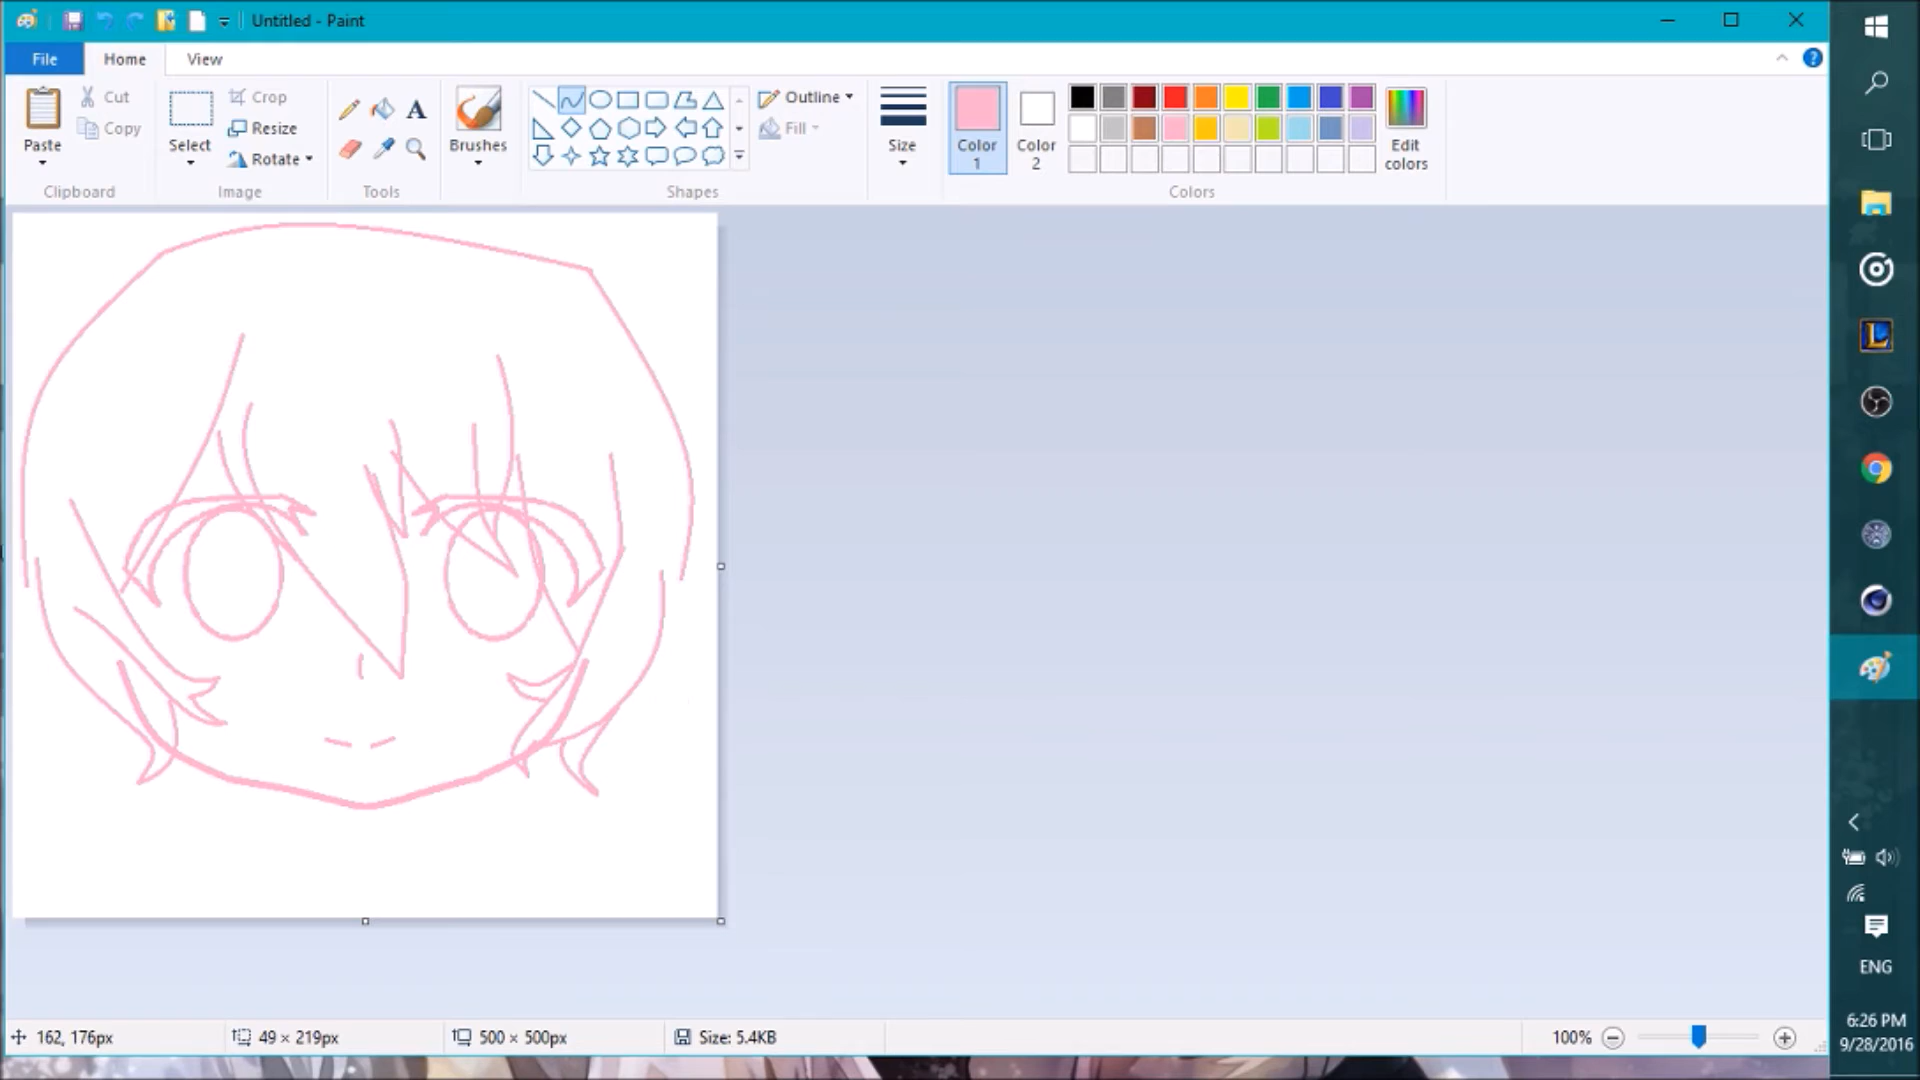 Untitled - Paint
File Home View
Paste
Cut
Copy
Clipboard
Select
Crop
Resize
Rotate
Image
A
Tools
Brushes
Shapes
Outline
Fill
Size
Color 1
Color 2
Edit colors
Colors
162, 176px
49 × 219px
500 × 500px
Size: 5.4KB
100%
ENG
6:26 PM
9/28/2016